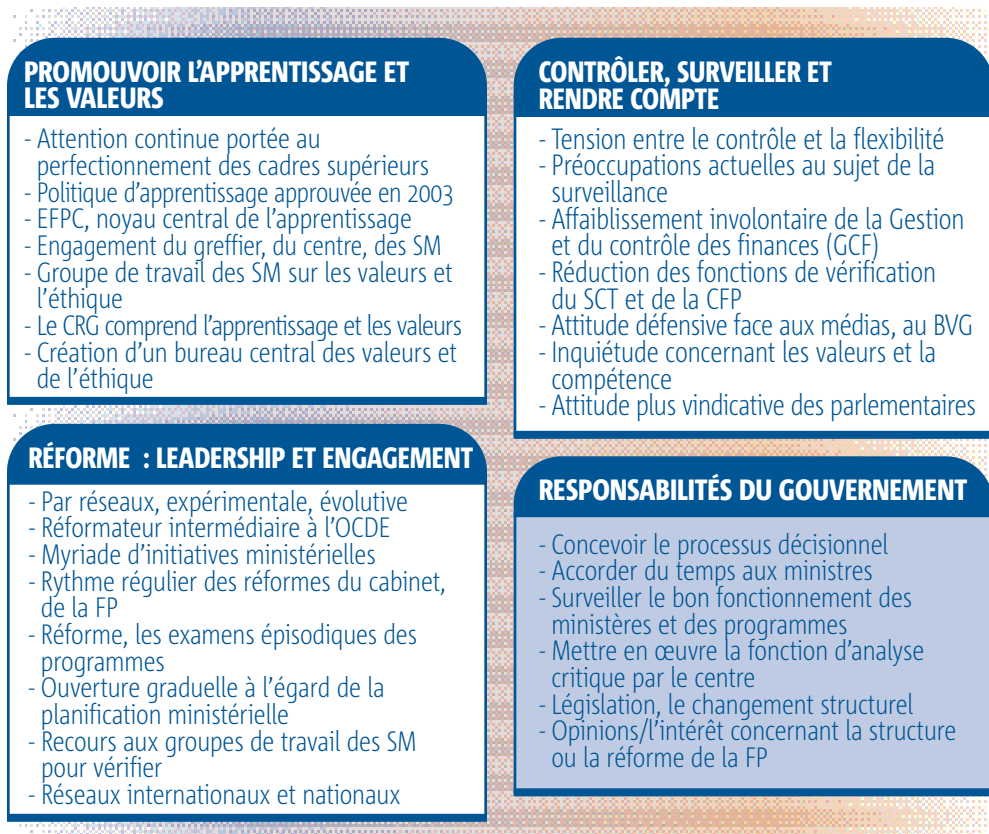 PROMOUVOIR L'APPRENTISSAGE ET
LES VALEURS
- Attention continue portée au
perfectionnement des cadres supérieurs
- Politique d'apprentissage approuvée en 2003
- EFPC, noyau central de l'apprentissage
- Engagement du greffier, du centre, des SM
- Groupe de travail des SM sur les valeurs et
l'éthique
- Le CRG comprend l'apprentissage et les valeurs
- Création d'un bureau central des valeurs et
de l'éthique
CONTRÔLER, SURVEILLER ET
RENDRE COMPTE
- Tension entre le contrôle et la flexibilité
- Préoccupations actuelles au sujet de la
surveillance
- Affaiblissement involontaire de la Gestion
et du contrôle des finances (GCF)
- Réduction des fonctions de vérification
du SCT et de la CFP
- Attitude défensive face aux médias, au BVG
- Inquiétude concernant les valeurs et la
compétence
- Attitude plus vindicative des parlementaires
RÉFORME : LEADERSHIP ET ENGAGEMENT
- Par réseaux, expérimentale, évolutive
- Réformateur intermédiaire à l'OCDE
- Myriade d'initiatives ministérielles
- Rythme régulier des réformes du cabinet,
de la FP
- Réforme, les examens épisodiques des
programmes
- Ouverture graduelle à l'égard de la
planification ministérielle
- Recours aux groupes de travail des SM
pour vérifier
- Réseaux internationaux et nationaux
RESPONSABILITÉS DU GOUVERNEMENT
- Concevoir le processus décisionnel
- Accorder du temps aux ministres
- Surveiller le bon fonctionnement des
ministères et des programmes
- Mettre en œuvre la fonction d'analyse
critique par le centre
- Législation, le changement structurel
- Opinions/l'intérêt concernant la structure
ou la réforme de la FP